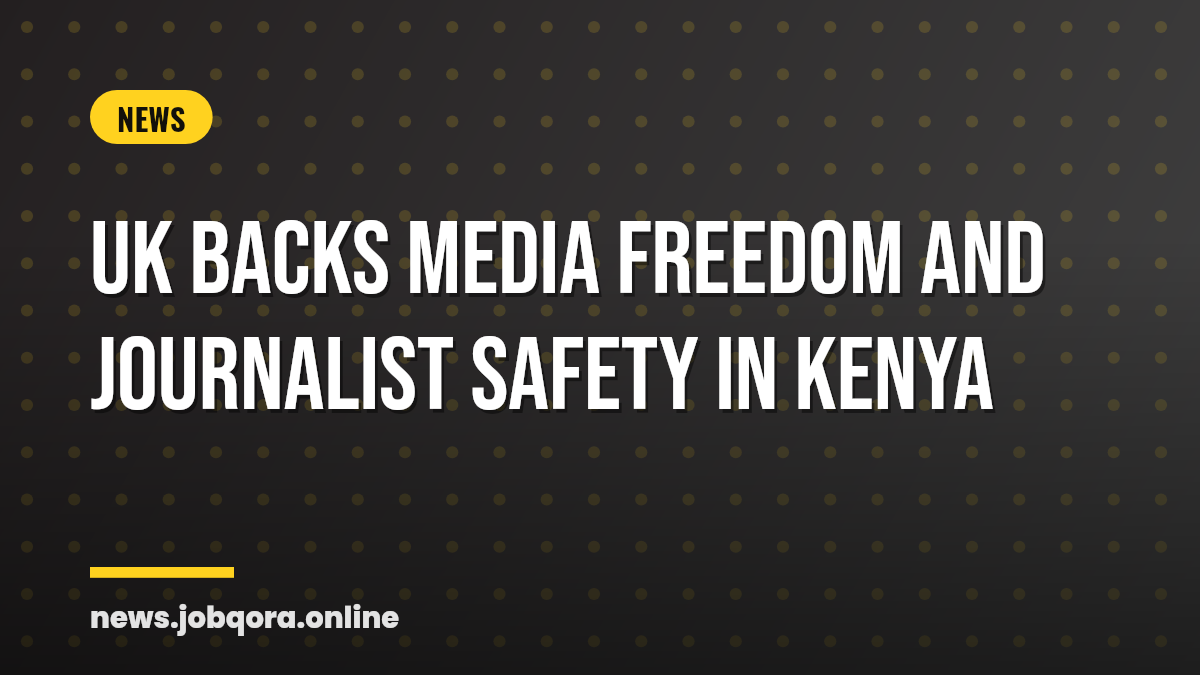 NEWS
UK BACKS MEDIA FREEDOM AND
JOURNALIST SAFETY IN KENYA
news.jobqora.online